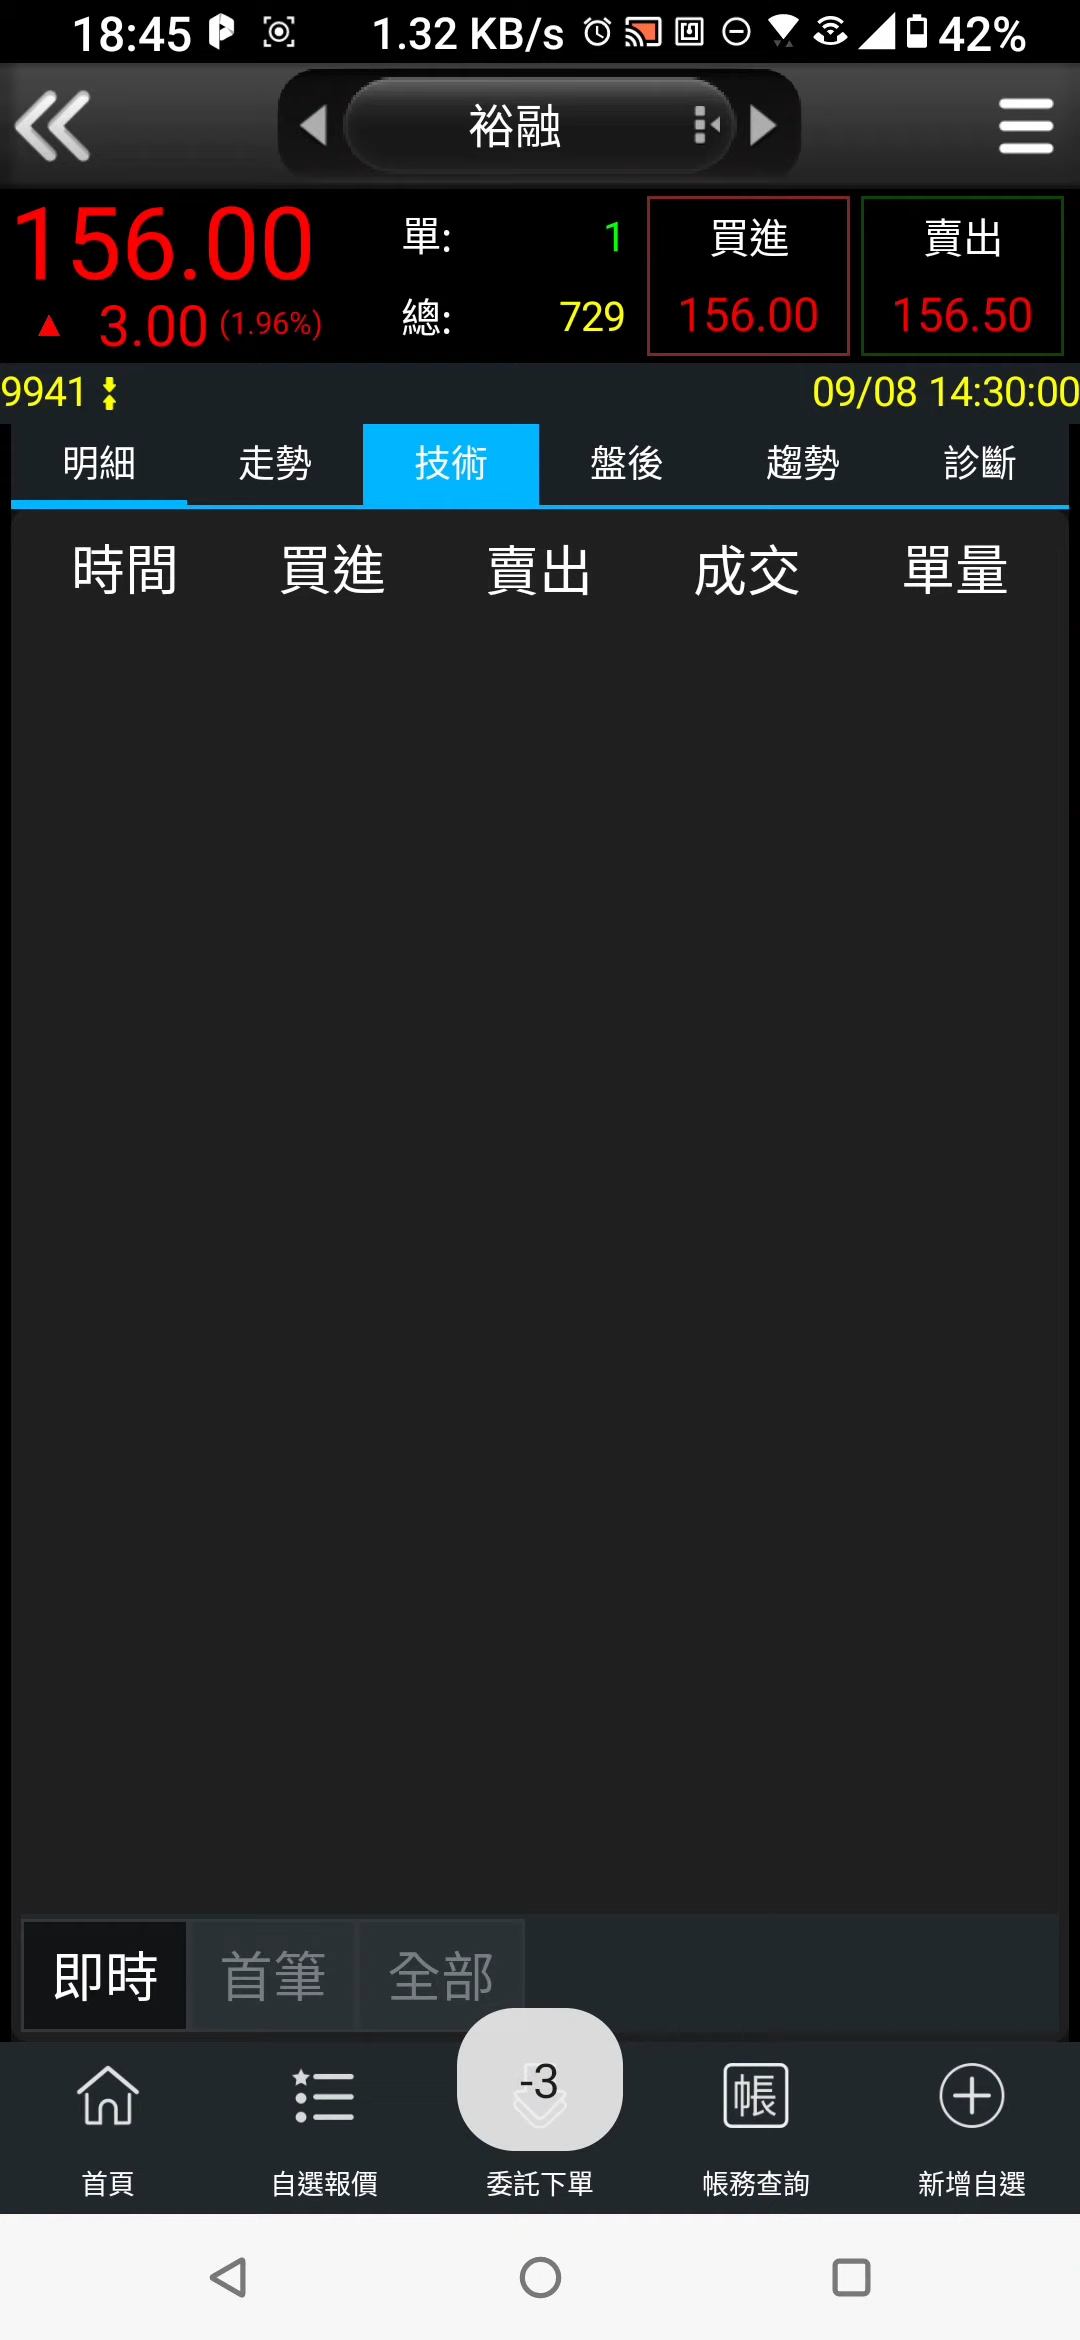 18:45 1.32 KB/s 42%
裕融
156.00
▲ 3.00 (1.96%)
單: 1
總: 729
買進
156.00
賣出
156.50
9941 09/08 14:30:00
明細 走勢 技術 盤後 趨勢 診斷
時間 買進 賣出 成交 單量
即時 首筆 全部
-3
帳
首頁 自選報價 委託下單 帳務查詢 新增自選